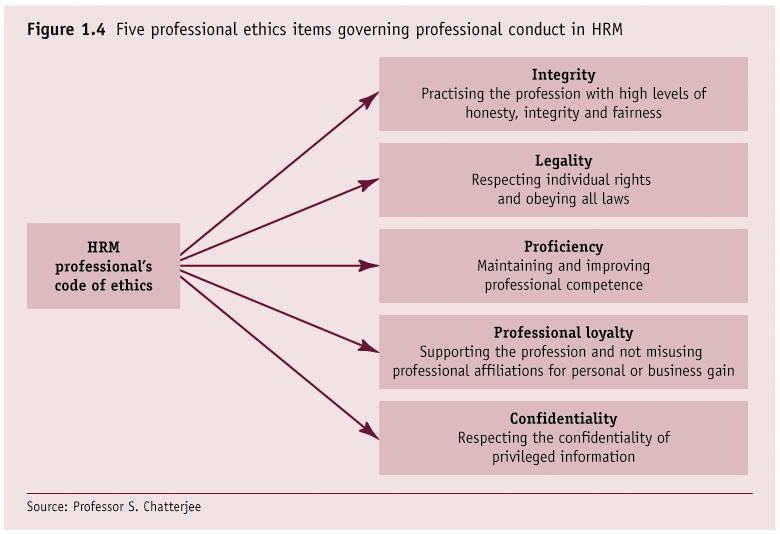 Figure 1.4 Five professional ethics items governing professional conduct in HRM
HRM
professional's
code of ethics
Integrity
Practising the profession with high levels of
honesty, integrity and fairness
Legality
Respecting individual rights
and obeying all laws
Proficiency
Maintaining and improving
professional competence
Professional loyalty
Supporting the profession and not misusing
professional affiliations for personal or business gain
Confidentiality
Respecting the confidentiality of
privileged information
Source: Professor S. Chatterjee